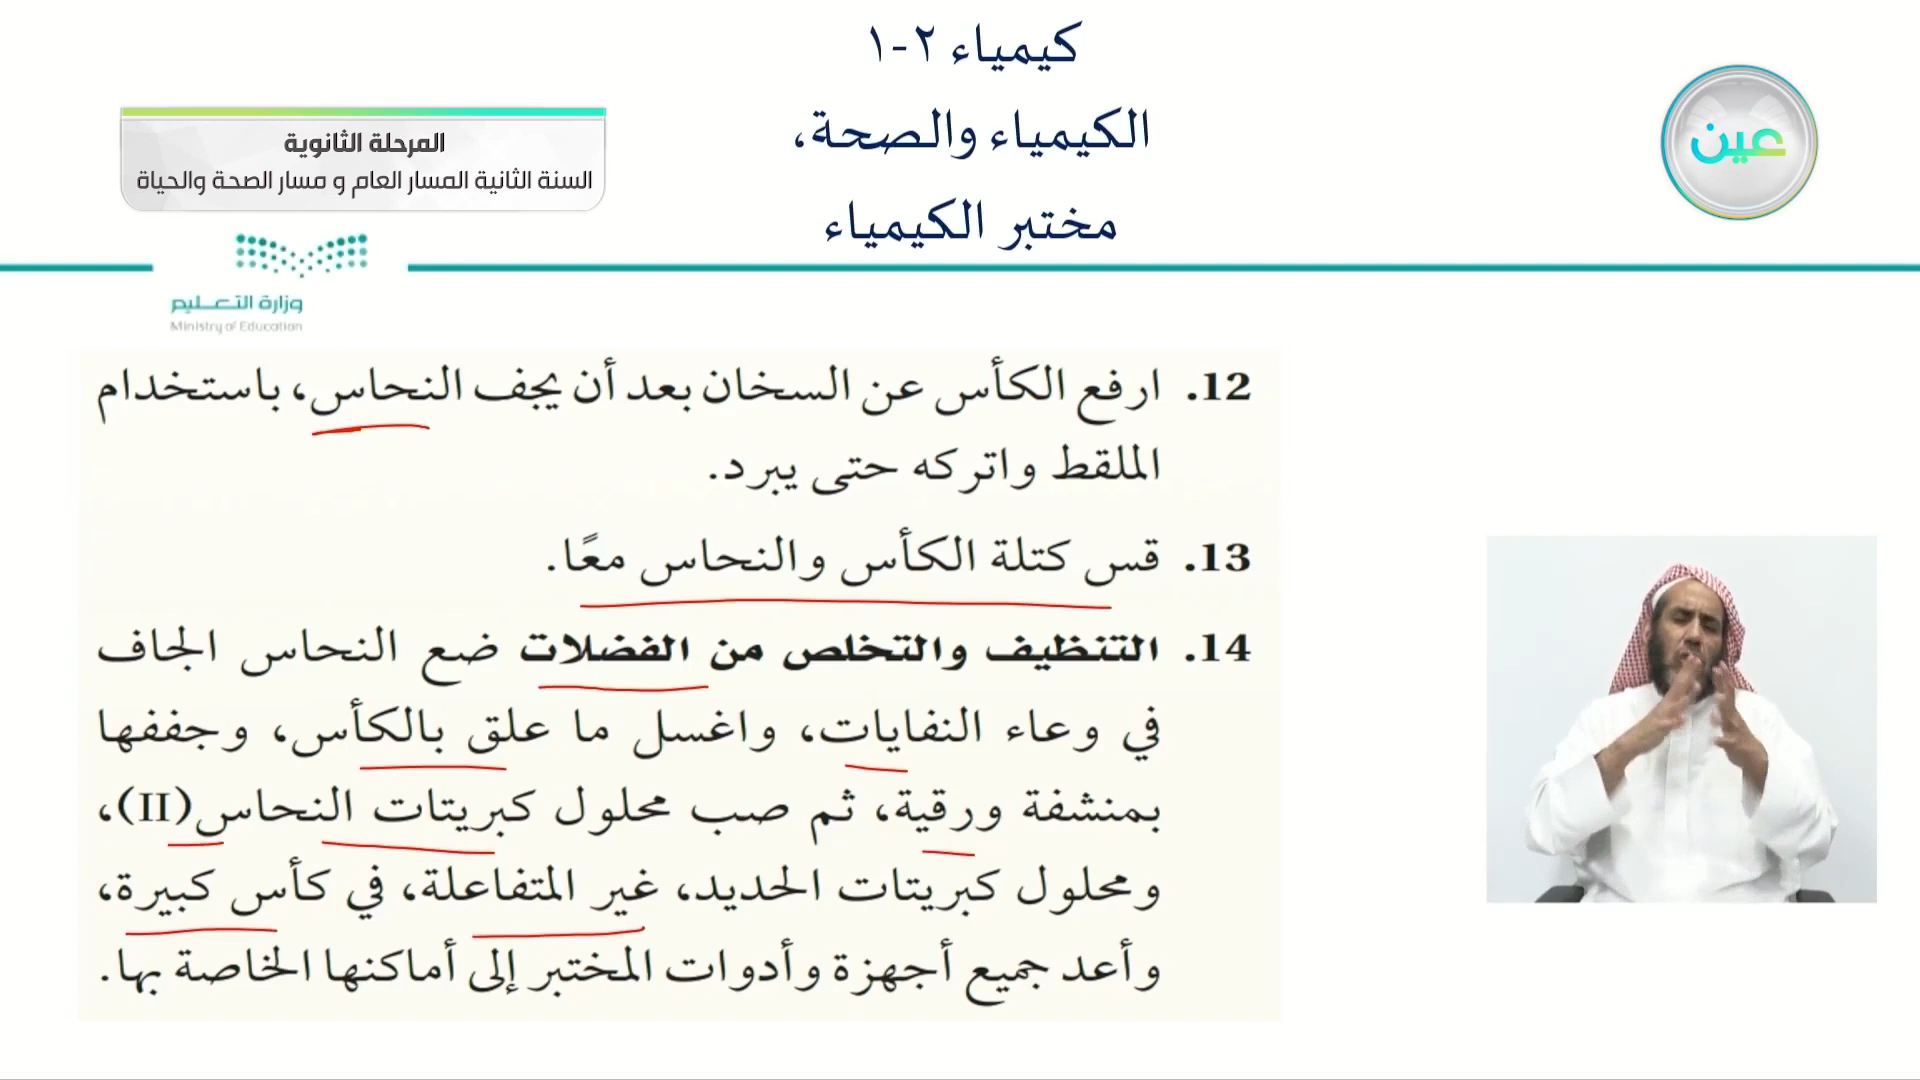 كيمياء ٢-١
الكيمياء والصحة،
مختبر الكيمياء
عين
المرحلة الثانوية
السنة الثانية المسار العام و مسار الصحة والحياة
وزارة التعليم
Ministry of Education
12. ارفع الكأس عن السخان بعد أن يجف النحاس، باستخدام
الملقط واتركه حتى يبرد.
13. قس كتلة الكأس والنحاس معًا.
14. التنظيف والتخلص من الفضلات ضع النحاس الجاف
في وعاء النفايات، واغسل ما علق بالكأس، وجففها
بمنشفة ورقية، ثم صب محلول كبريتات النحاس(II)،
ومحلول كبريتات الحديد، غير المتفاعلة، في كأس كبيرة،
وأعد جميع أجهزة وأدوات المختبر إلى أماكنها الخاصة بها.